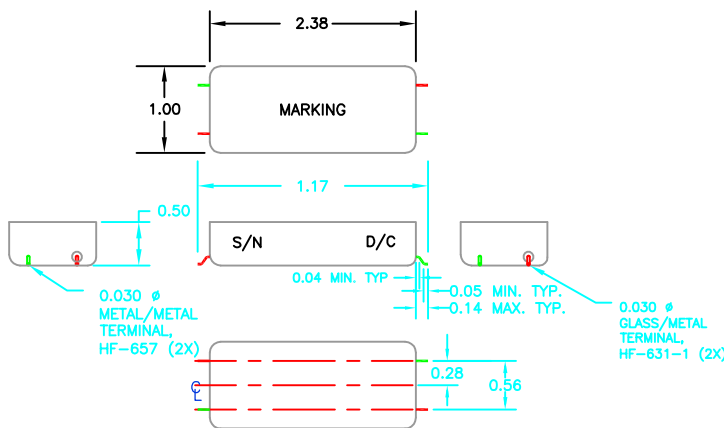 2.38
1.00
MARKING
1.17
0.50
S/N
D/C
0.04 MIN. TYP
0.05 MIN. TYP.
0.14 MAX. TYP.
0.030 ø
METAL/METAL
TERMINAL,
HF-657 (2X)
0.030 ø
GLASS/METAL
TERMINAL,
HF-631-1 (2X)
0.28
0.56
CL